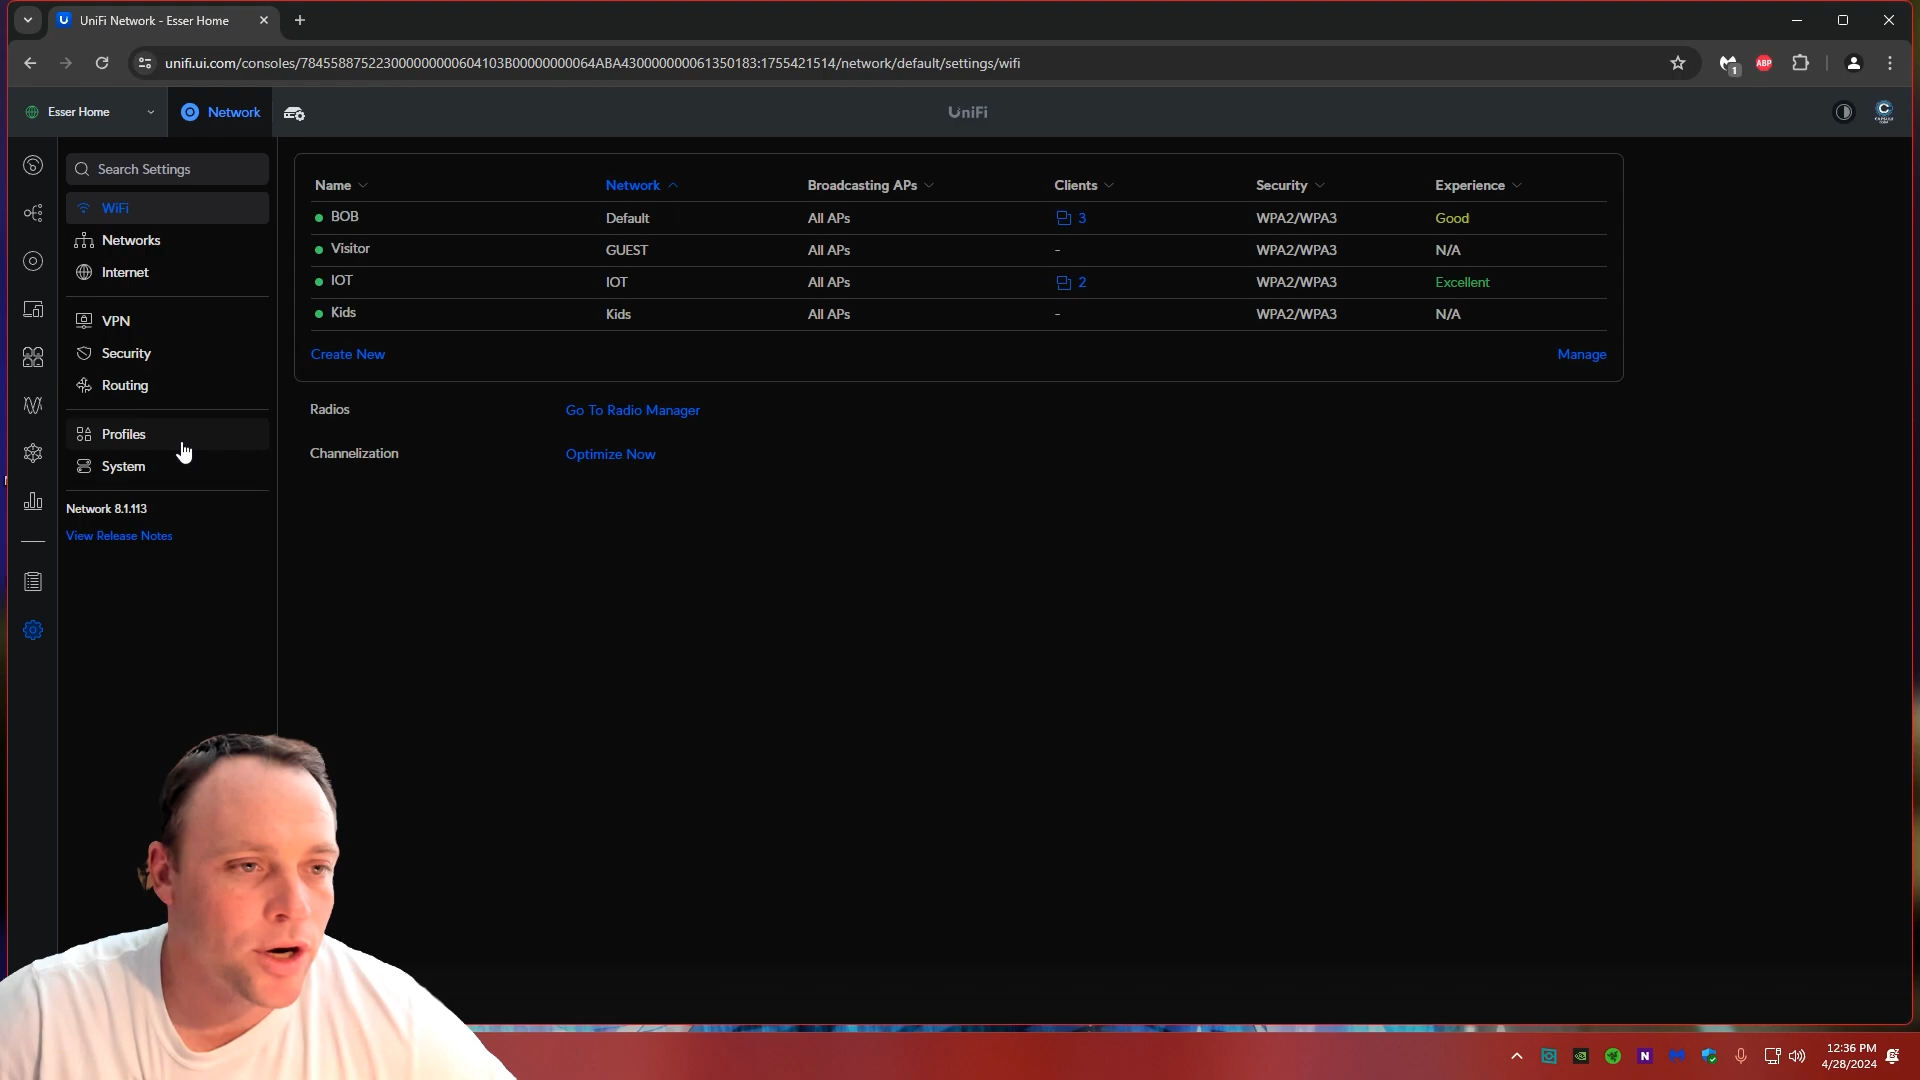 UniFi Network - Esser Home
unifi.ui.com/consoles/784558875223000000000604103B00000000064ABA430000000061350183:1755421514/network/default/settings/wifi
1
ABP
Esser Home
Network
UniFi
Search Settings
WiFi
Networks
Internet
VPN
Security
Routing
Profiles
System
Network 8.1.113
View Release Notes
Name Network Broadcasting APs Clients Security Experience
BOB Default All APs 3 WPA2/WPA3 Good
Visitor GUEST All APs - WPA2/WPA3 N/A
IOT IOT All APs 2 WPA2/WPA3 Excellent
Kids Kids All APs - WPA2/WPA3 N/A
Create New Manage
Radios Go To Radio Manager
Channelization Optimize Now
12:36 PM
4/28/2024